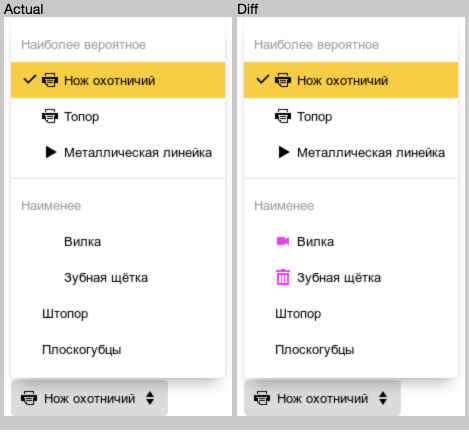 Actual
Наиболее вероятное
Нож охотничий
Топор
Металлическая линейка
Наименее
Вилка
Зубная щётка
Штопор
Плоскогубцы
Нож охотничий
Diff
Наиболее вероятное
Нож охотничий
Топор
Металлическая линейка
Наименее
Вилка
Зубная щётка
Штопор
Плоскогубцы
Нож охотничий